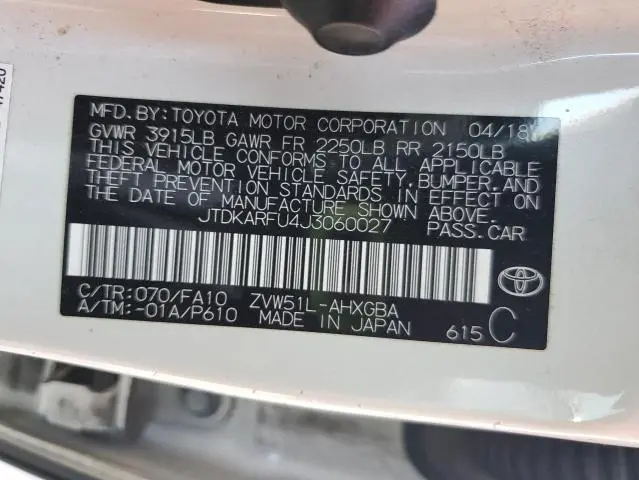 MFD. BY: TOYOTA MOTOR CORPORATION 04/18
GVWR 3915LB GAWR FR 2250LB RR 2150LB
THIS VEHICLE CONFORMS TO ALL APPLICABLE
FEDERAL MOTOR VEHICLE SAFETY, BUMPER, AND
THEFT PREVENTION STANDARDS IN EFFECT ON
THE DATE OF MANUFACTURE SHOWN ABOVE.
JTDKARFU4J3060027 PASS.CAR
C/TR:070/FA10 ZVW51L-AHXGBA
A/TM:-01A/P610 MADE IN JAPAN 615 C